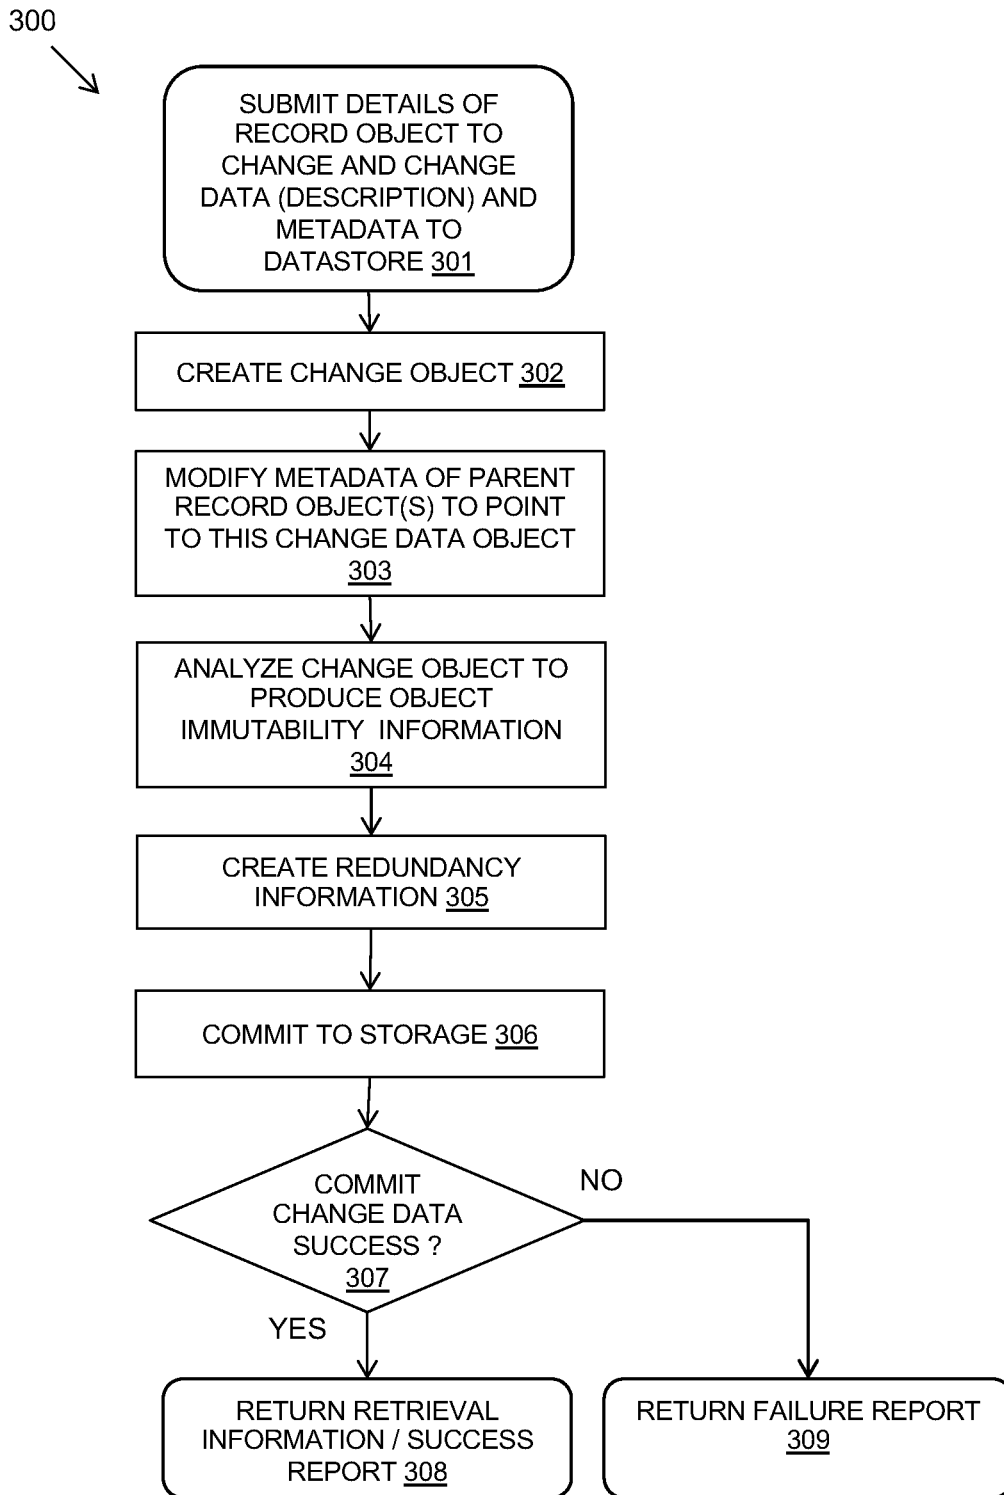 300
SUBMIT DETAILS OF
RECORD OBJECT TO
CHANGE AND CHANGE
DATA (DESCRIPTION) AND
METADATA TO
DATASTORE 301
CREATE CHANGE OBJECT 302
MODIFY METADATA OF PARENT
RECORD OBJECT(S) TO POINT
TO THIS CHANGE DATA OBJECT
303
ANALYZE CHANGE OBJECT TO
PRODUCE OBJECT
IMMUTABILITY INFORMATION
304
CREATE REDUNDANCY
INFORMATION 305
COMMIT TO STORAGE 306
COMMIT
CHANGE DATA
SUCCESS ?
307
NO
YES
RETURN RETRIEVAL
INFORMATION / SUCCESS
REPORT 308
RETURN FAILURE REPORT
309